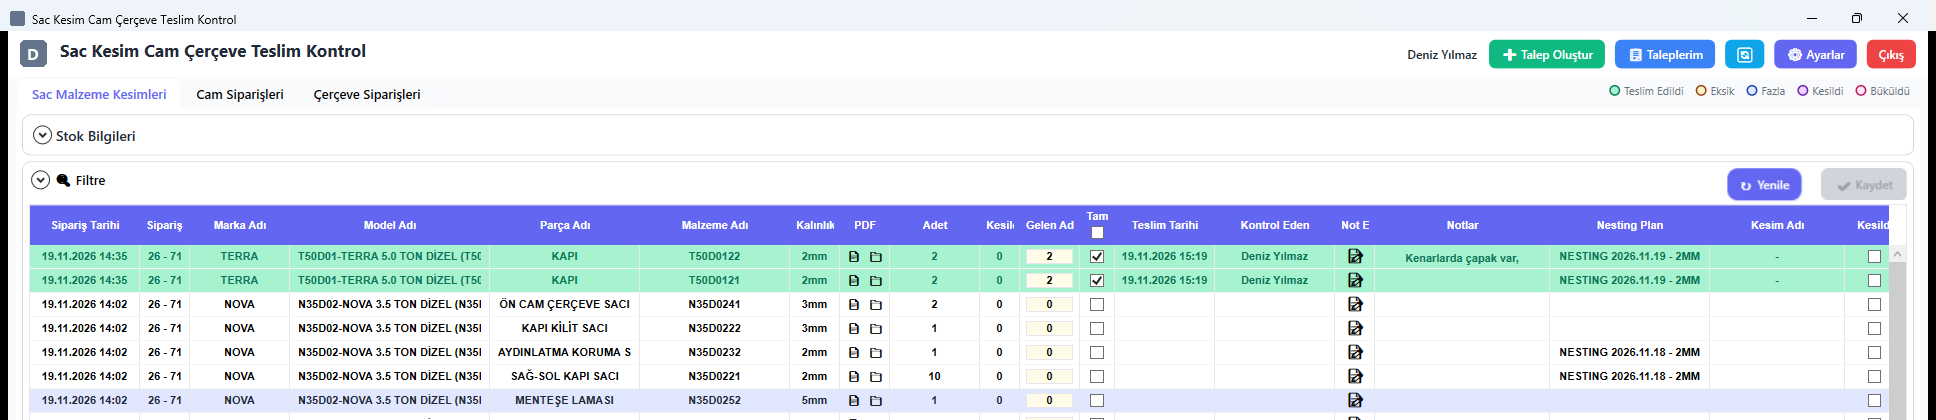 Sac Kesim Cam Çerçeve Teslim Kontrol
D Sac Kesim Cam Çerçeve Teslim Kontrol Deniz Yılmaz Talep Oluştur Taleplerim Ayarlar Çıkış
Sac Malzeme Kesimleri Cam Siparişleri Çerçeve Siparişleri Teslim Edildi Eksik Fazla Kesildi Büküldü
Stok Bilgileri
Filtre Yenile Kaydet
Sipariş Tarihi Sipariş Marka Adı Model Adı Parça Adı Malzeme Adı Kalınlık PDF Adet Kesile Gelen Ad Tam Teslim Tarihi Kontrol Eden Not E Notlar Nesting Plan Kesim Adı Kesild
19.11.2026 14:35 26 - 71 TERRA T50D01-TERRA 5.0 TON DİZEL (T50 KAPI T50D0122 2mm 2 0 2 19.11.2026 15:19 Deniz Yılmaz Kenarlarda çapak var, NESTING 2026.11.19 - 2MM -
19.11.2026 14:35 26 - 71 TERRA T50D01-TERRA 5.0 TON DİZEL (T50 KAPI T50D0121 2mm 2 0 2 19.11.2026 15:19 Deniz Yılmaz NESTING 2026.11.19 - 2MM -
19.11.2026 14:02 26 - 71 NOVA N35D02-NOVA 3.5 TON DİZEL (N35I ÖN CAM ÇERÇEVE SACI N35D0241 3mm 2 0 0
19.11.2026 14:02 26 - 71 NOVA N35D02-NOVA 3.5 TON DİZEL (N35I KAPI KİLİT SACI N35D0222 3mm 1 0 0
19.11.2026 14:02 26 - 71 NOVA N35D02-NOVA 3.5 TON DİZEL (N35I AYDINLATMA KORUMA S N35D0232 2mm 1 0 0 NESTING 2026.11.18 - 2MM
19.11.2026 14:02 26 - 71 NOVA N35D02-NOVA 3.5 TON DİZEL (N35I SAĞ-SOL KAPI SACI N35D0221 2mm 10 0 0 NESTING 2026.11.18 - 2MM
19.11.2026 14:02 26 - 71 NOVA N35D02-NOVA 3.5 TON DİZEL (N35I MENTEŞE LAMASI N35D0252 5mm 1 0 0